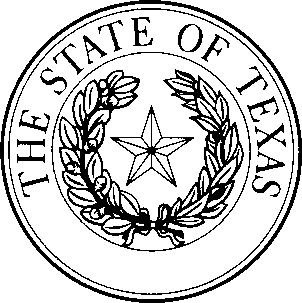 THE STATE OF TEXAS